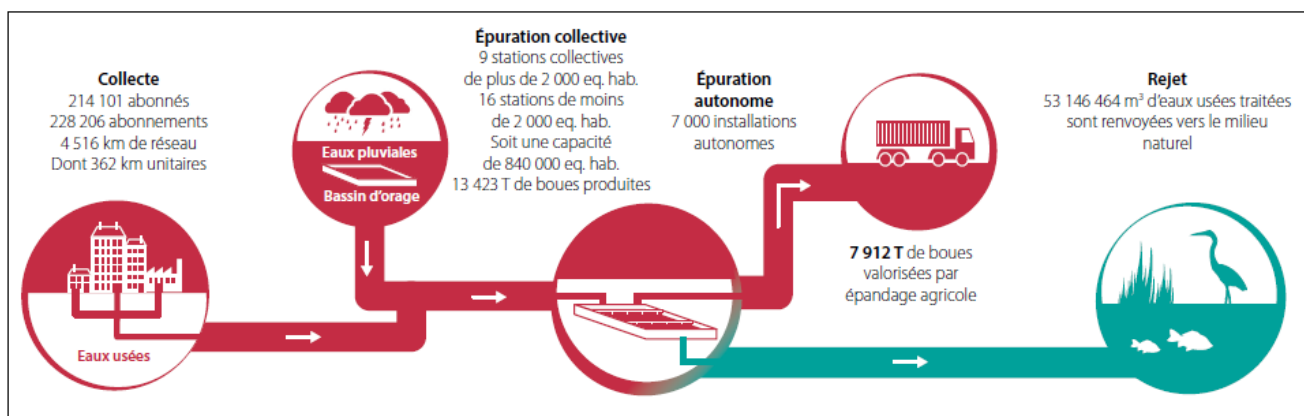 Collecte
214 101 abonnés
228 206 abonnements
4 516 km de réseau
Dont 362 km unitaires
Eaux usées
Eaux pluviales
Bassin d'orage
Épuration collective
9 stations collectives
de plus de 2 000 eq. hab.
16 stations de moins
de 2 000 eq. hab.
Soit une capacité
de 840 000 eq. hab.
13 423 T de boues produites
Épuration
autonome
7 000 installations
autonomes
7 912 T de boues
valorisées par
épandage agricole
Rejet
53 146 464 m³ d'eaux usées traitées
sont renvoyées vers le milieu
naturel